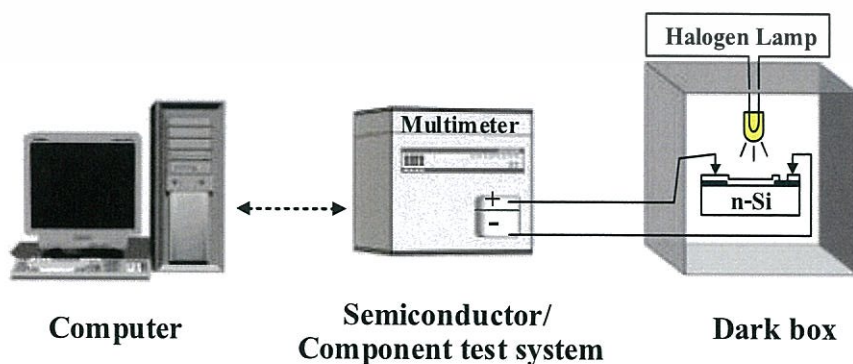 Halogen Lamp
Multimeter
+
-
n-Si
Computer
Semiconductor/
Component test system
Dark box